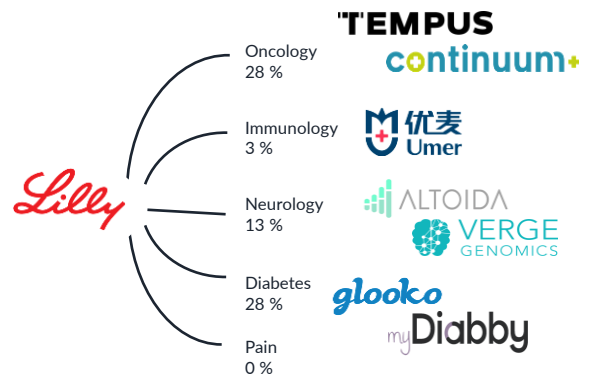 Lilly
Oncology
28 %
TEMPUS
continuum+
Immunology
3 %
优麦
Umer
Neurology
13 %
ALTOIDA
VERGE
GENOMICS
Diabetes
28 %
glooko
myDiabby
Pain
0 %